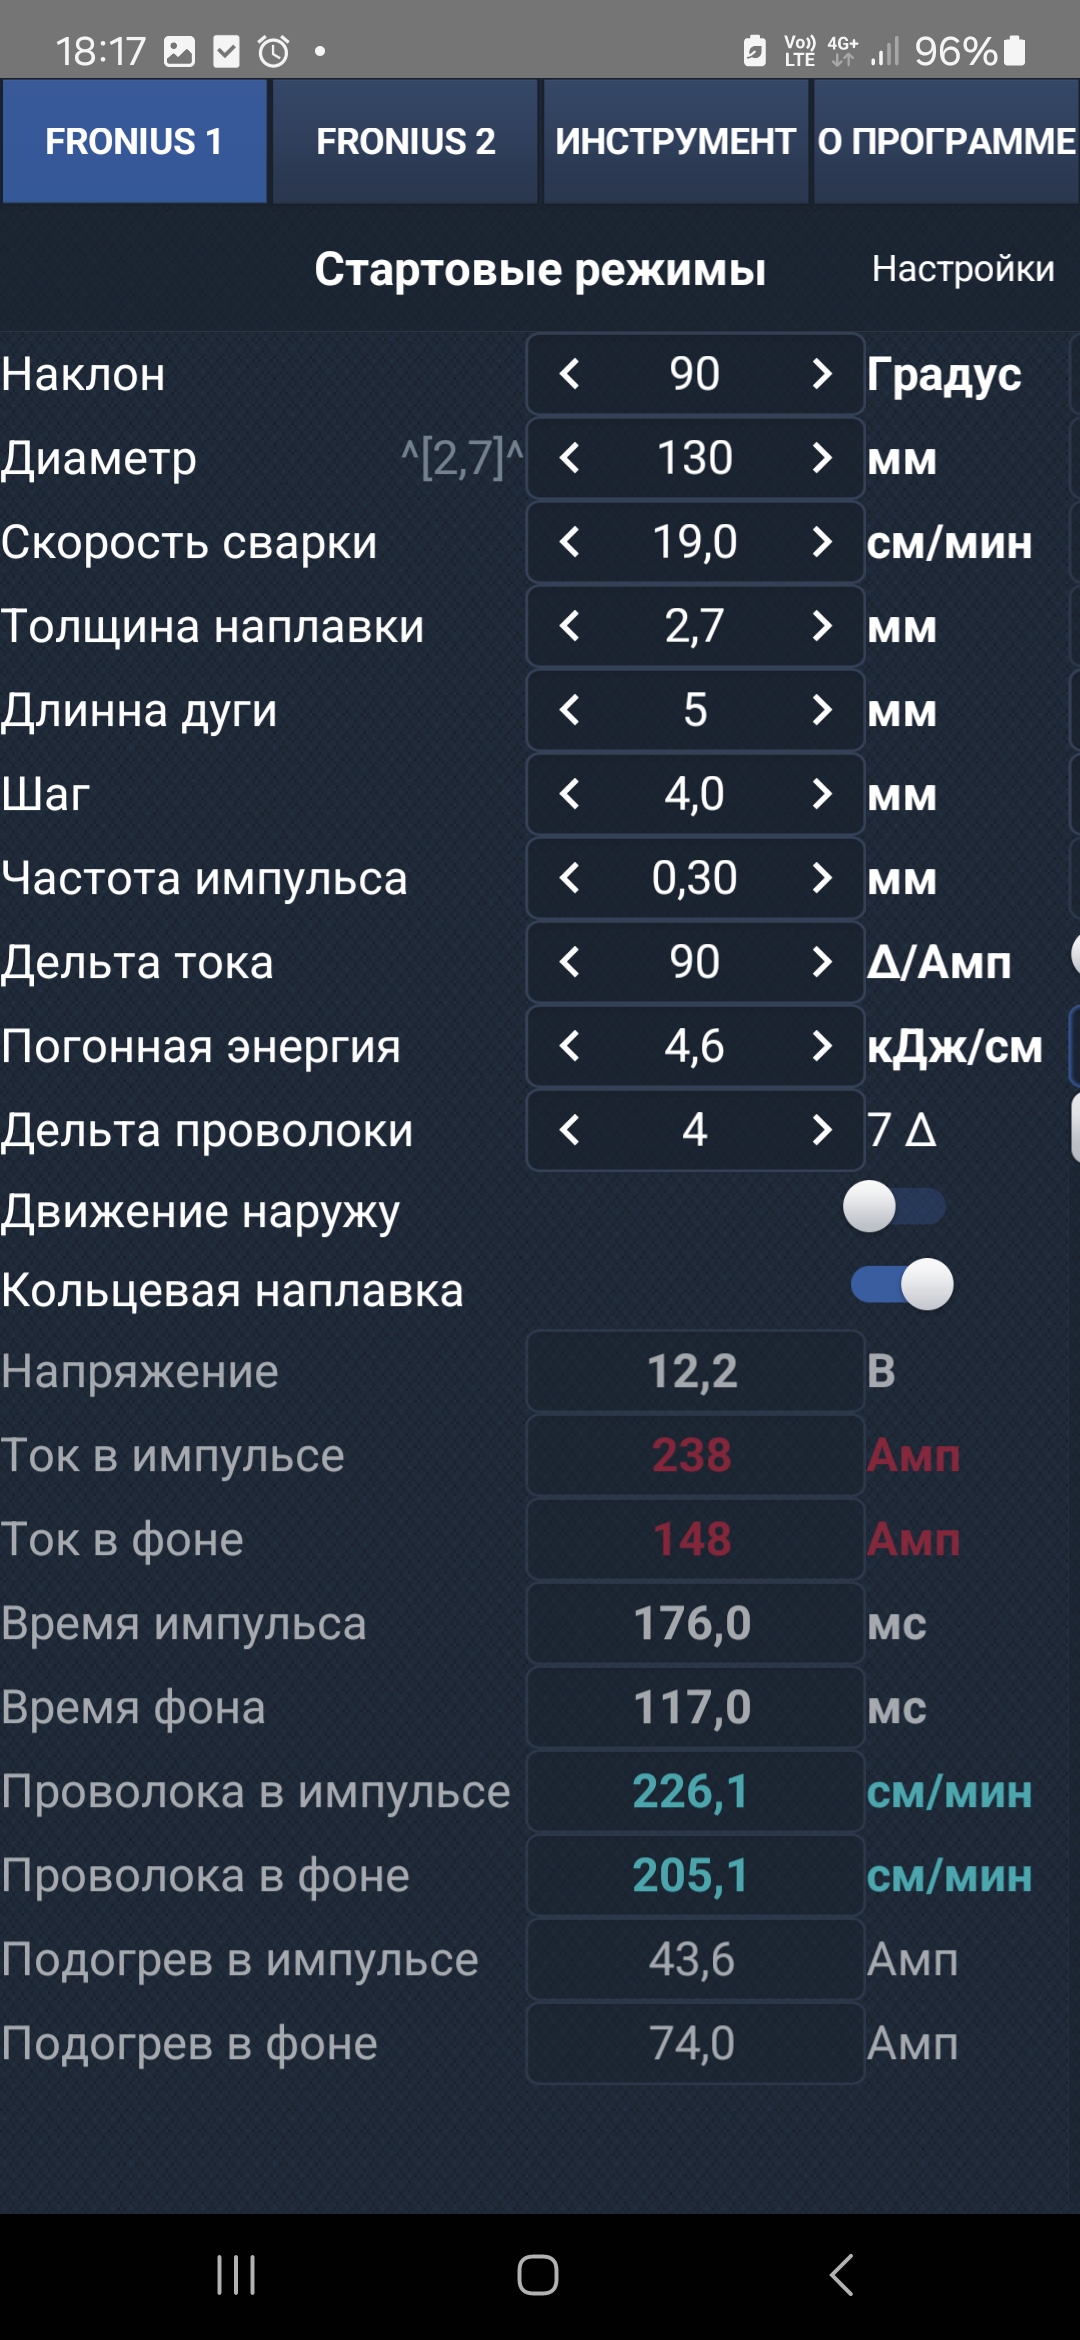 18:17 Vo)) LTE 4G+ 96%
FRONIUS 1 FRONIUS 2 ИНСТРУМЕНТ О ПРОГРАММЕ
Стартовые режимы Настройки
Наклон 90 Градус
Диаметр ^[2,7]^ 130 мм
Скорость сварки 19,0 см/мин
Толщина наплавки 2,7 мм
Длинна дуги 5 мм
Шаг 4,0 мм
Частота импульса 0,30 мм
Дельта тока 90 Δ/Амп
Погонная энергия 4,6 кДж/см
Дельта проволоки 4 7 Δ
Движение наружу
Кольцевая наплавка
Напряжение 12,2 В
Ток в импульсе 238 Амп
Ток в фоне 148 Амп
Время импульса 176,0 мс
Время фона 117,0 мс
Проволока в импульсе 226,1 см/мин
Проволока в фоне 205,1 см/мин
Подогрев в импульсе 43,6 Амп
Подогрев в фоне 74,0 Амп